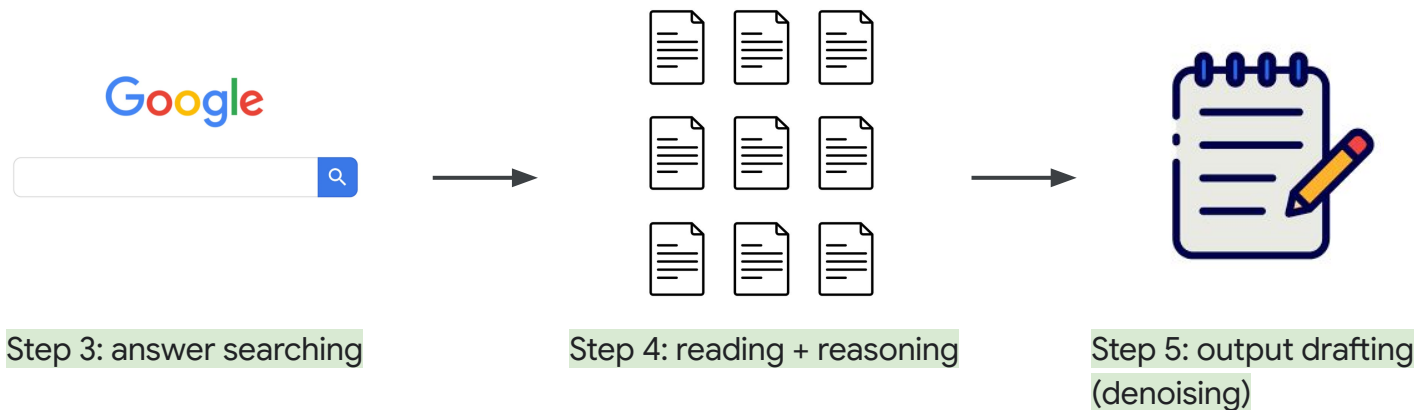 Google
Step 3: answer searching
Step 4: reading + reasoning
Step 5: output drafting
(denoising)